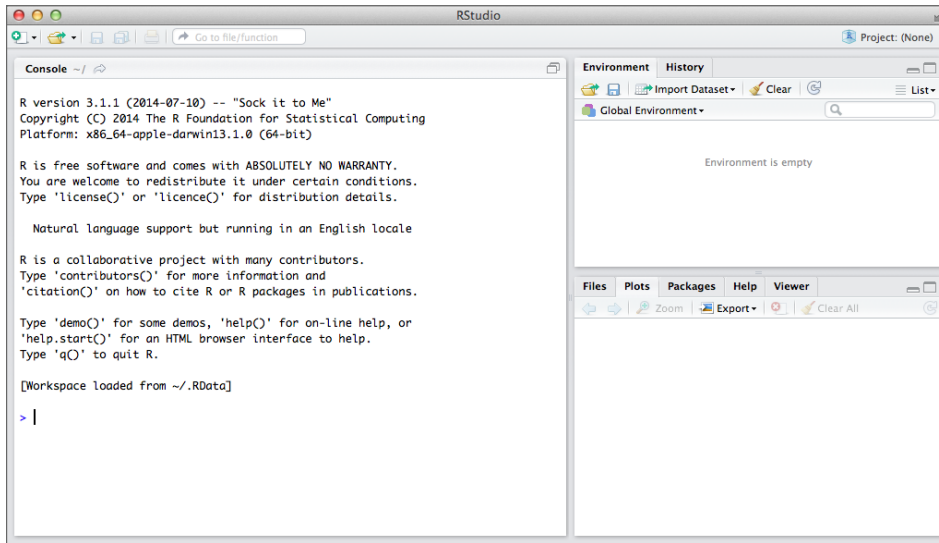 RStudio
Go to file/function
Project: (None)
Console ~/
R version 3.1.1 (2014-07-10) -- "Sock it to Me"
Copyright (C) 2014 The R Foundation for Statistical Computing
Platform: x86_64-apple-darwin13.1.0 (64-bit)
R is free software and comes with ABSOLUTELY NO WARRANTY.
You are welcome to redistribute it under certain conditions.
Type 'license()' or 'licence()' for distribution details.
Natural language support but running in an English locale
R is a collaborative project with many contributors.
Type 'contributors()' for more information and
'citation()' on how to cite R or R packages in publications.
Type 'demo()' for some demos, 'help()' for on-line help, or
'help.start()' for an HTML browser interface to help.
Type 'q()' to quit R.
[Workspace loaded from ~/.RData]
>
Environment History
Import Dataset Clear List
Global Environment
Environment is empty
Files Plots Packages Help Viewer
Zoom Export Clear All